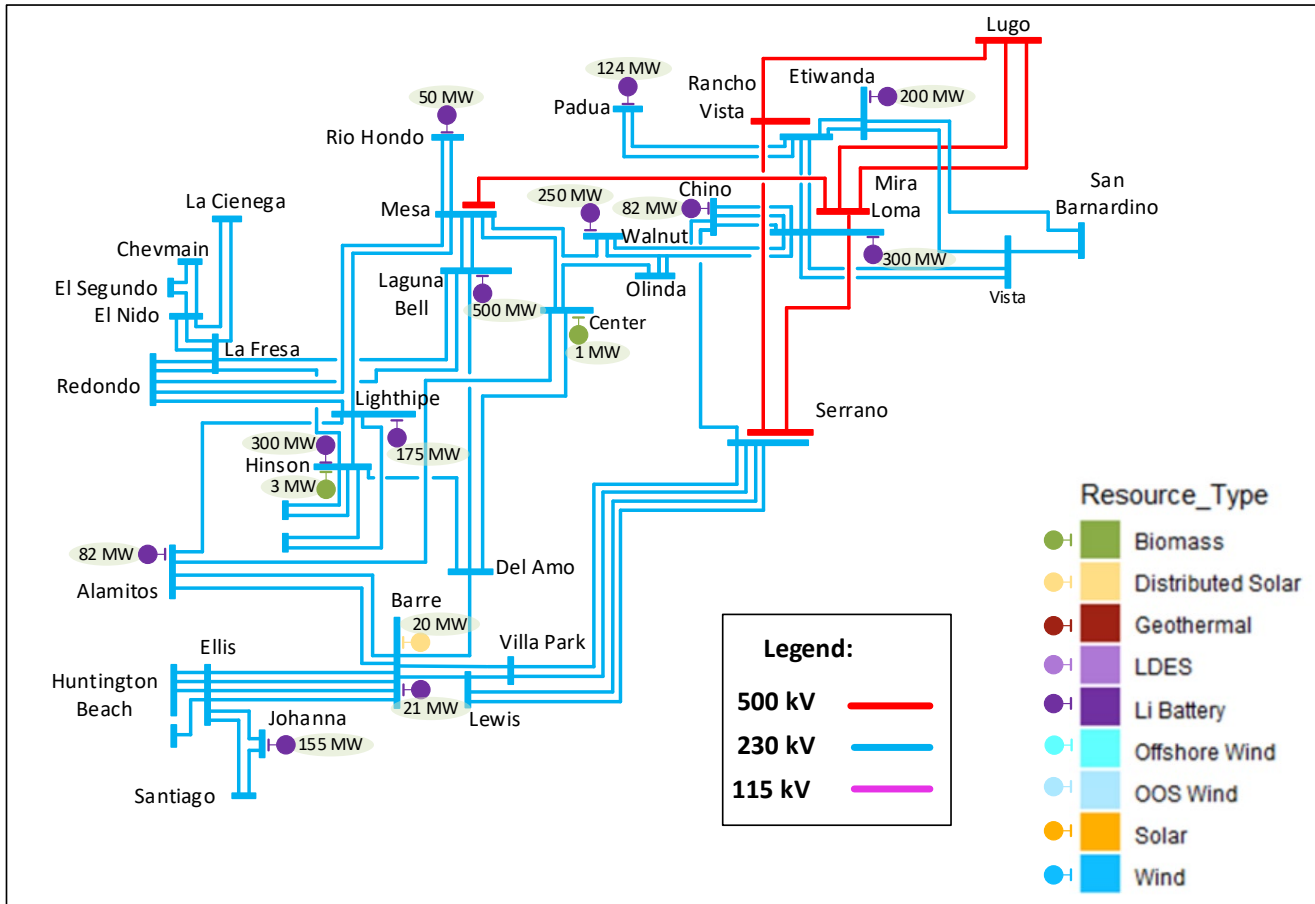 Lugo
124 MW
Padua
Rancho
Vista
Etiwanda
200 MW
50 MW
Rio Hondo
La Cienega
Mesa
250 MW
Walnut
Chino
82 MW
Mira
Loma
300 MW
San
Barnardino
Chevmain
El Segundo
El Nido
Laguna
Bell
500 MW
Olinda
Vista
Center
1 MW
La Fresa
Redondo
Lighthipe
175 MW
Serrano
300 MW
Hinson
3 MW
82 MW
Alamitos
Del Amo
Barre
20 MW
21 MW
Villa Park
Lewis
Ellis
Huntington
Beach
Johanna
155 MW
Santiago
Legend:
500 kV
230 kV
115 kV
Resource_Type
Biomass
Distributed Solar
Geothermal
LDES
Li Battery
Offshore Wind
OOS Wind
Solar
Wind